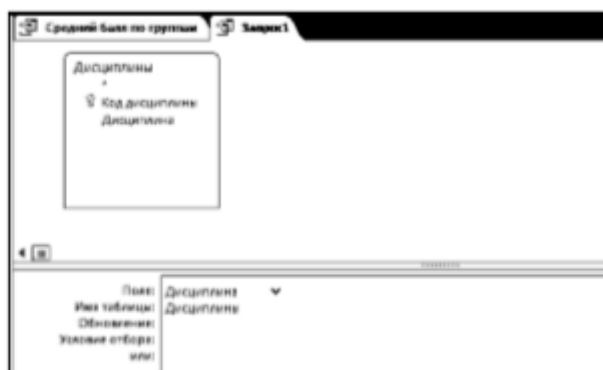 Средний балл по группам Запрос1
Дисциплины
*
Код дисциплины
Дисциплина
Поле: Дисциплина
Имя таблицы: Дисциплины
Обновление:
Условие отбора:
или: